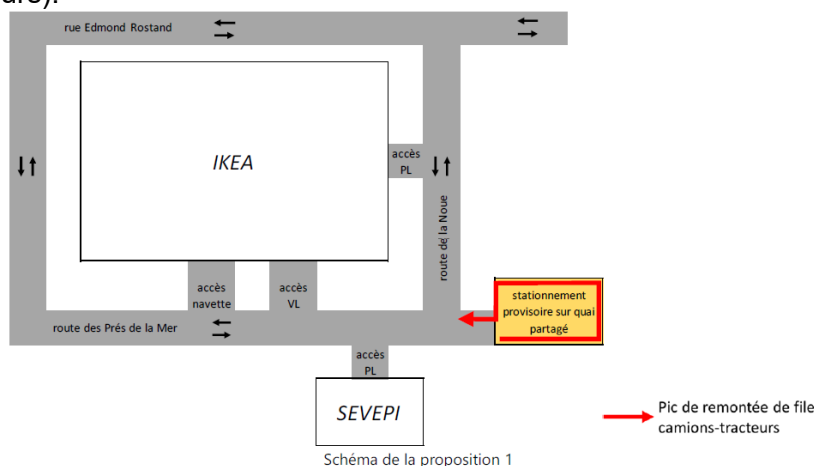 ure).
rue Edmond Rostand
IKEA
accès
PL
route de la Noue
accès
navette
accès
VL
stationnement
provisoire sur quai
partagé
route des Prés de la Mer
accès
PL
SEVEPI
Pic de remontée de file
camions-tracteurs
Schéma de la proposition 1